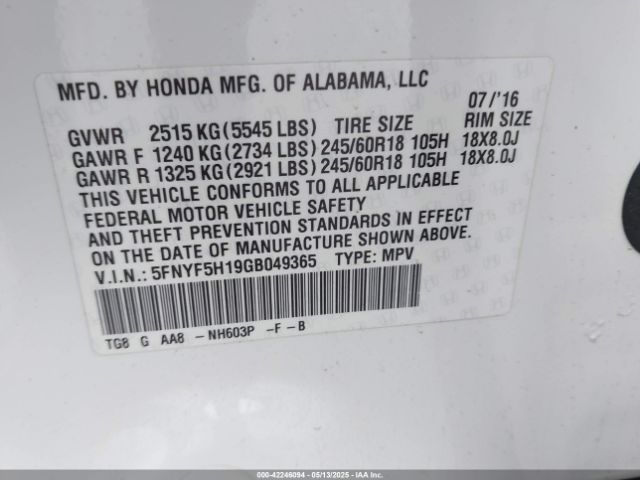 MFD. BY HONDA MFG. OF ALABAMA, LLC
07/'16
GVWR 2515 KG (5545 LBS) TIRE SIZE RIM SIZE
GAWR F 1240 KG (2734 LBS) 245/60R18 105H 18X8.0J
GAWR R 1325 KG (2921 LBS) 245/60R18 105H 18X8.0J
THIS VEHICLE CONFORMS TO ALL APPLICABLE
FEDERAL MOTOR VEHICLE SAFETY
AND THEFT PREVENTION STANDARDS IN EFFECT
ON THE DATE OF MANUFACTURE SHOWN ABOVE.
V.I.N.: 5FNYF5H19GB049365 TYPE: MPV
TG8 G AA8 - NH603P -F - B
000-42246094 - 05/13/2025 - IAAI.COM